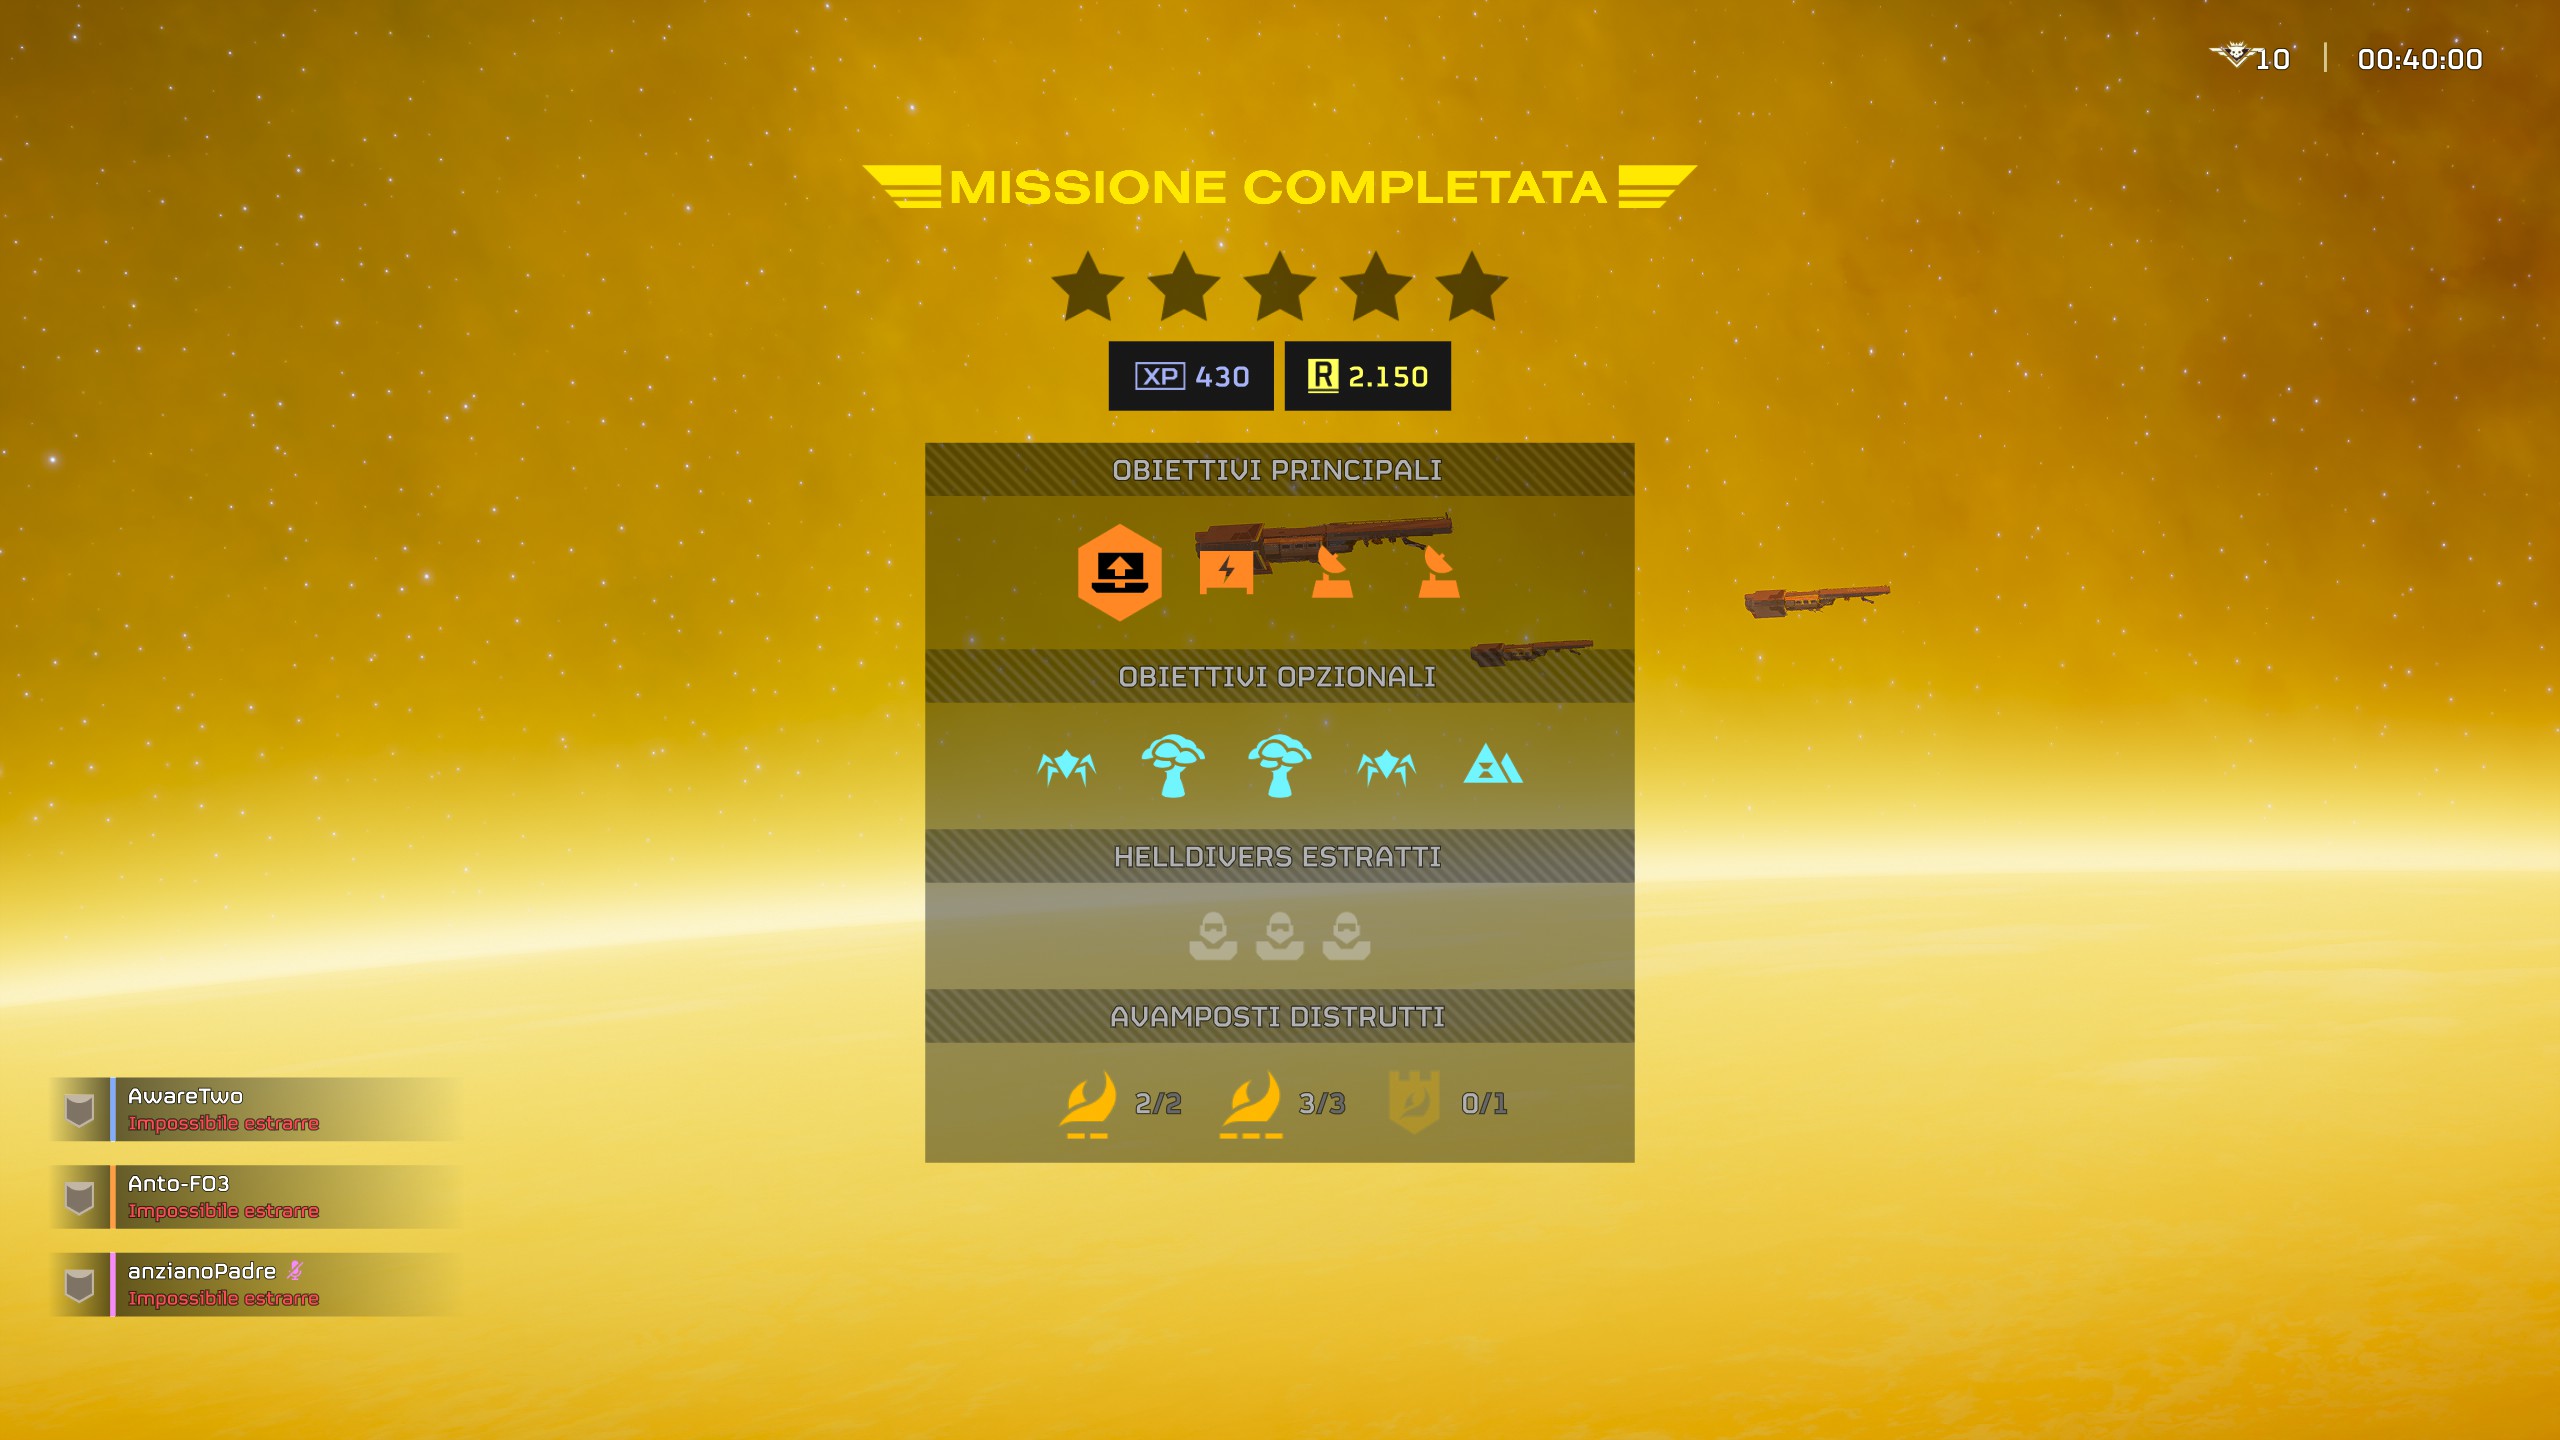 10 | 00:40:00
MISSIONE COMPLETATA
XP 430
R 2.150
OBIETTIVI PRINCIPALI
OBIETTIVI OPZIONALI
HELLDIVERS ESTRATTI
AVAMPOSTI DISTRUTTI
2/2 3/3 0/1
AwareTwo
Impossibile estrarre
Anto-F03
Impossibile estrarre
anzianoPadre
Impossibile estrarre